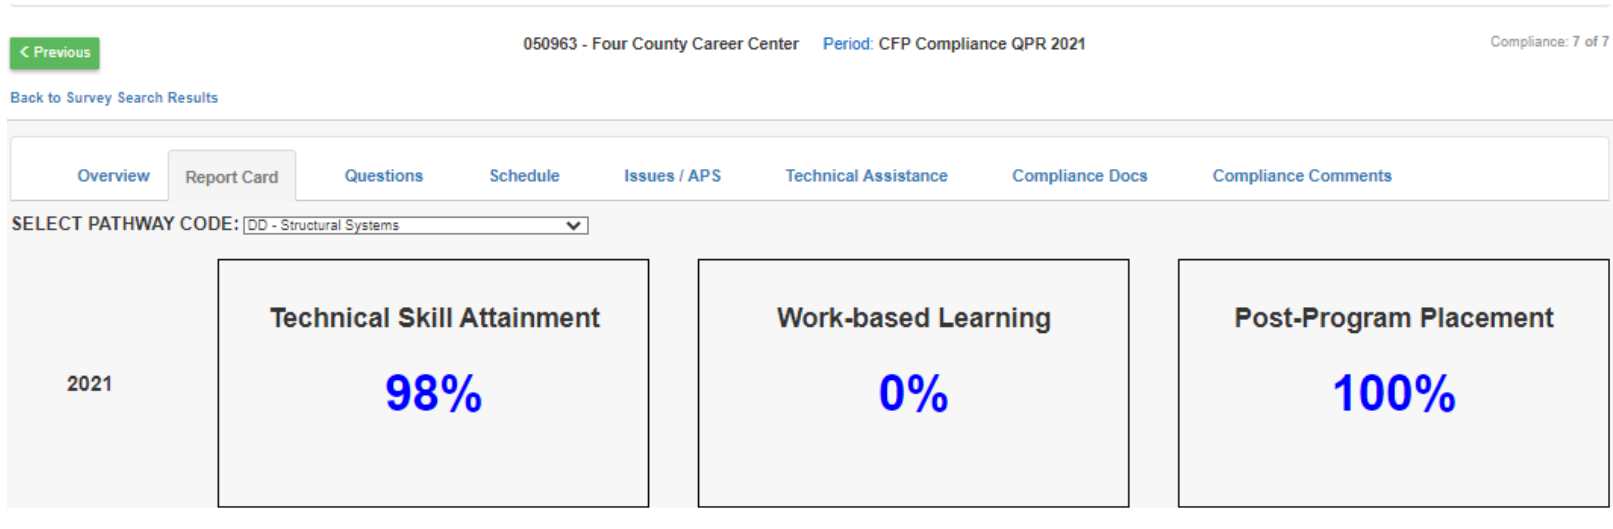 < Previous
050963 - Four County Career Center Period: CFP Compliance QPR 2021
Compliance: 7 of 7
Back to Survey Search Results
Overview Report Card Questions Schedule Issues / APS Technical Assistance Compliance Docs Compliance Comments
SELECT PATHWAY CODE: DD - Structural Systems
Technical Skill Attainment Work-based Learning Post-Program Placement
2021 98% 0% 100%